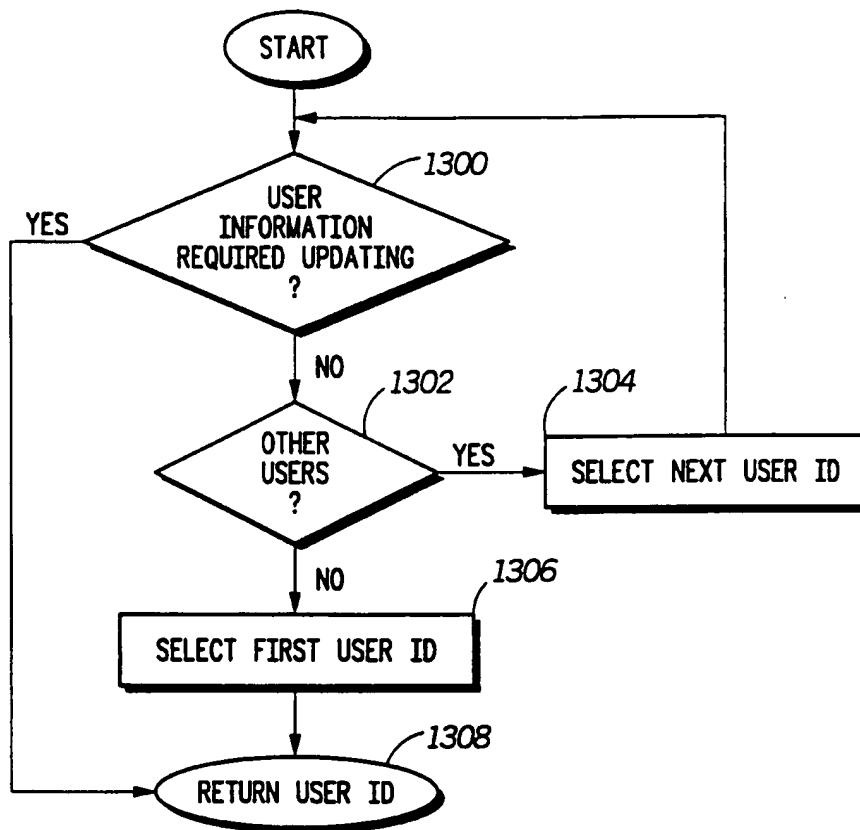 START
1300
USER
INFORMATION
REQUIRED UPDATING
?
YES
NO
1302
OTHER
USERS
?
YES
1304
SELECT NEXT USER ID
NO
1306
SELECT FIRST USER ID
1308
RETURN USER ID